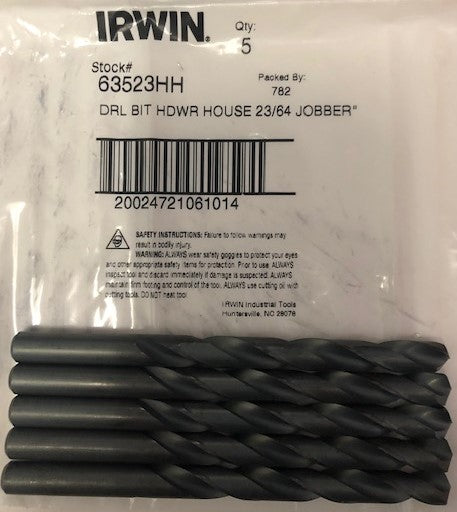 IRWIN. Qty:
5
Stock#
63523HH Packed By:
782
DRL BIT HDWR HOUSE 23/64 JOBBER"
20024721061014
SAFETY INSTRUCTIONS: Failure to follow warnings may
result in bodily injury.
WARNING: ALWAYS wear safety goggles to protect your eyes
and other appropriate safety items for protection. Prior to use ALWAYS
inspect tool and discard immediately if damage is suspected. ALWAYS
maintain firm footing and control of the tool. ALWAYS use cutting oil with
cutting tools. DO NOT heat tool
IRWIN Industrial Tools
Huntersville, NC 28078